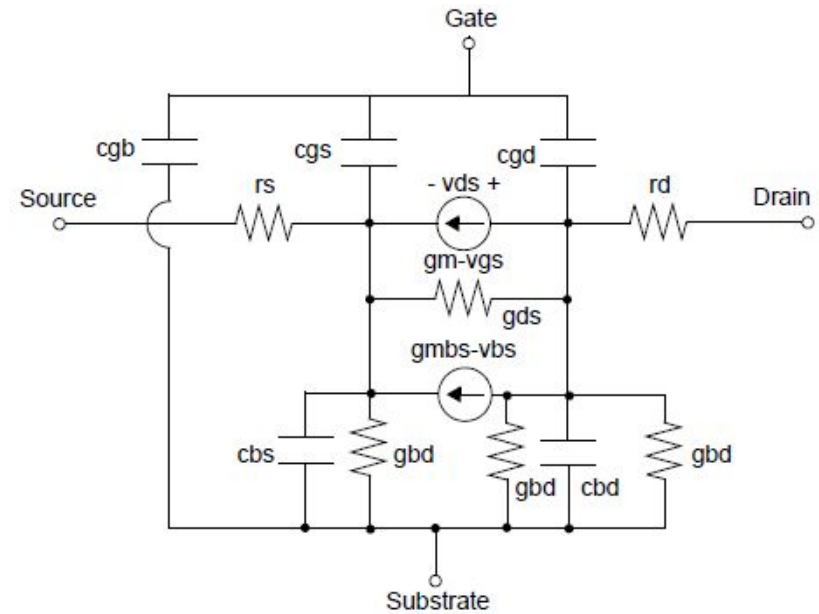 Gate
cgb
cgs
cgd
Source
rs
- vds +
rd
Drain
gm-vgs
gds
gmbs-vbs
cbs
gbd
gbd
cbd
gbd
Substrate